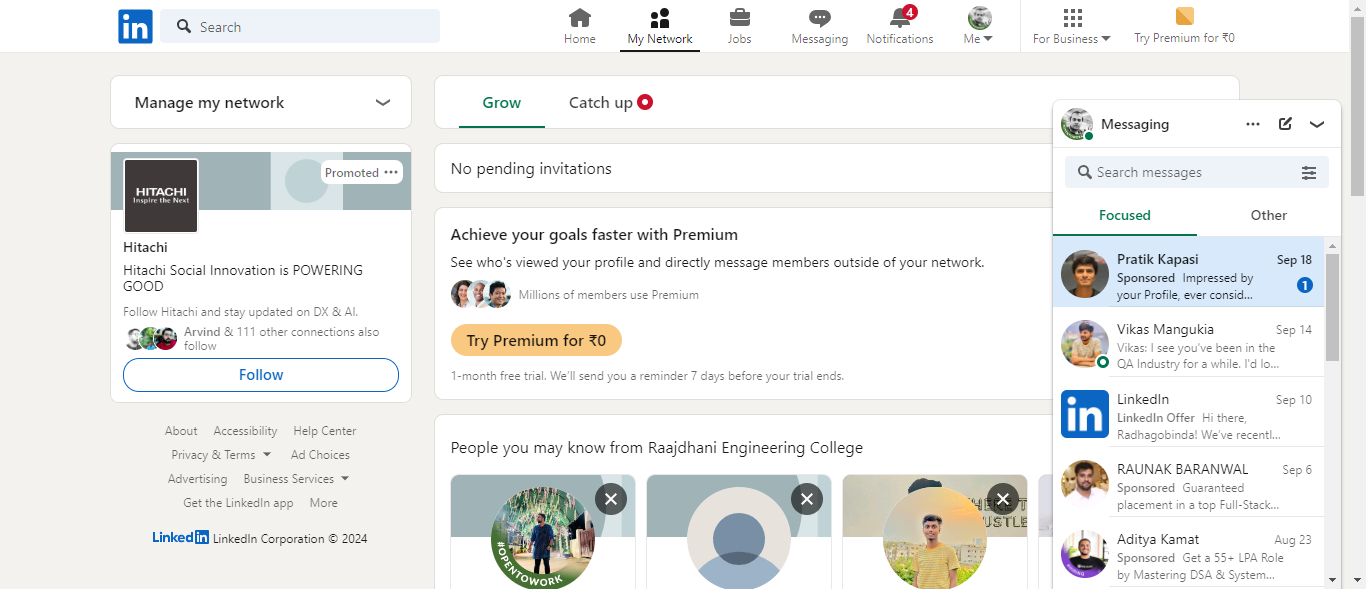 in
Search
Home
My Network
Jobs
Messaging
4
Notifications
Me
For Business
Try Premium for ₹0
Manage my network
Promoted
HITACHI
Inspire the Next
Hitachi
Hitachi Social Innovation is POWERING
GOOD
Follow Hitachi and stay updated on DX & AI.
Arvind & 111 other connections also
follow
Follow
About Accessibility Help Center
Privacy & Terms Ad Choices
Advertising Business Services
Get the LinkedIn app More
LinkedIn LinkedIn Corporation © 2024
Grow
Catch up
No pending invitations
Achieve your goals faster with Premium
See who's viewed your profile and directly message members outside of your network.
Millions of members use Premium
Try Premium for ₹0
1-month free trial. We'll send you a reminder 7 days before your trial ends.
People you may know from Raajdhani Engineering College
#OPENTOWORK
Messaging
Search messages
Focused
Other
Pratik Kapasi Sep 18
Sponsored Impressed by
your Profile, ever consid...
1
Vikas Mangukia Sep 14
Vikas: I see you've been in the
QA Industry for a while. I'd lo...
in
LinkedIn Sep 10
LinkedIn Offer Hi there,
Radhagobinda! We've recentl...
RAUNAK BARANWAL Sep 6
Sponsored Guaranteed
placement in a top Full-Stack...
Aditya Kamat Aug 23
Sponsored Get a 55+ LPA Role
by Mastering DSA & System...